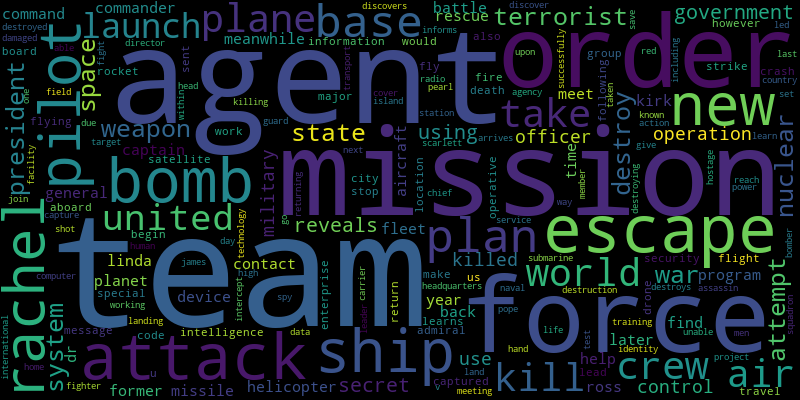 discovers
command
destroyed
damaged
able
board
director
fight
commander
launch
plane
base
battle
rescue
terrorist
government
discover
save
led
informs
meanwhile
information
would
also
however
upon
red
last
strike
crash
country
group
successfully
following
including
taken
agent
order
pilot
space
rocket
sent
within
head
killing
guard
major
fly
radio
pearl
island
station
transport
cover
fire
death
agency
meet
kirk
new
one
field
flying
due
target
weapon
work
state
using
take
officer
operation
known
action
set
learn
give
president
facility
captain
satellite
military
city
stop
aircraft
location
scarlett
chief
arrives
operative
time
destroy
nuclear
hostage
reach
power
join
general
aboard
capture
shot
bomb
mission
next
returning
go
way
member
destroying
rachel
united
begin
linda
planet
special
working
landing
reveals
contact
day
technology
human
james
high
device
intercept
spy
fleet
plan
escape
service
killed
us
security
flight
submarine
bomber
world
war
program
attempt
team
enterprise
carrier
leader
return
make
headquarters
year
back
learns
admiral
naval
destruction
drone
destroys
assassin
force
pope
life
test
training
identity
men
find
unable
squadron
system
computer
message
dr
code
intelligence
data
international
home
attack
ship
use
hand
later
help
lead
project
crew
air
fighter
u
former
missile
helicopter
secret
captured
v
land
meeting
kill
ross
control
travel